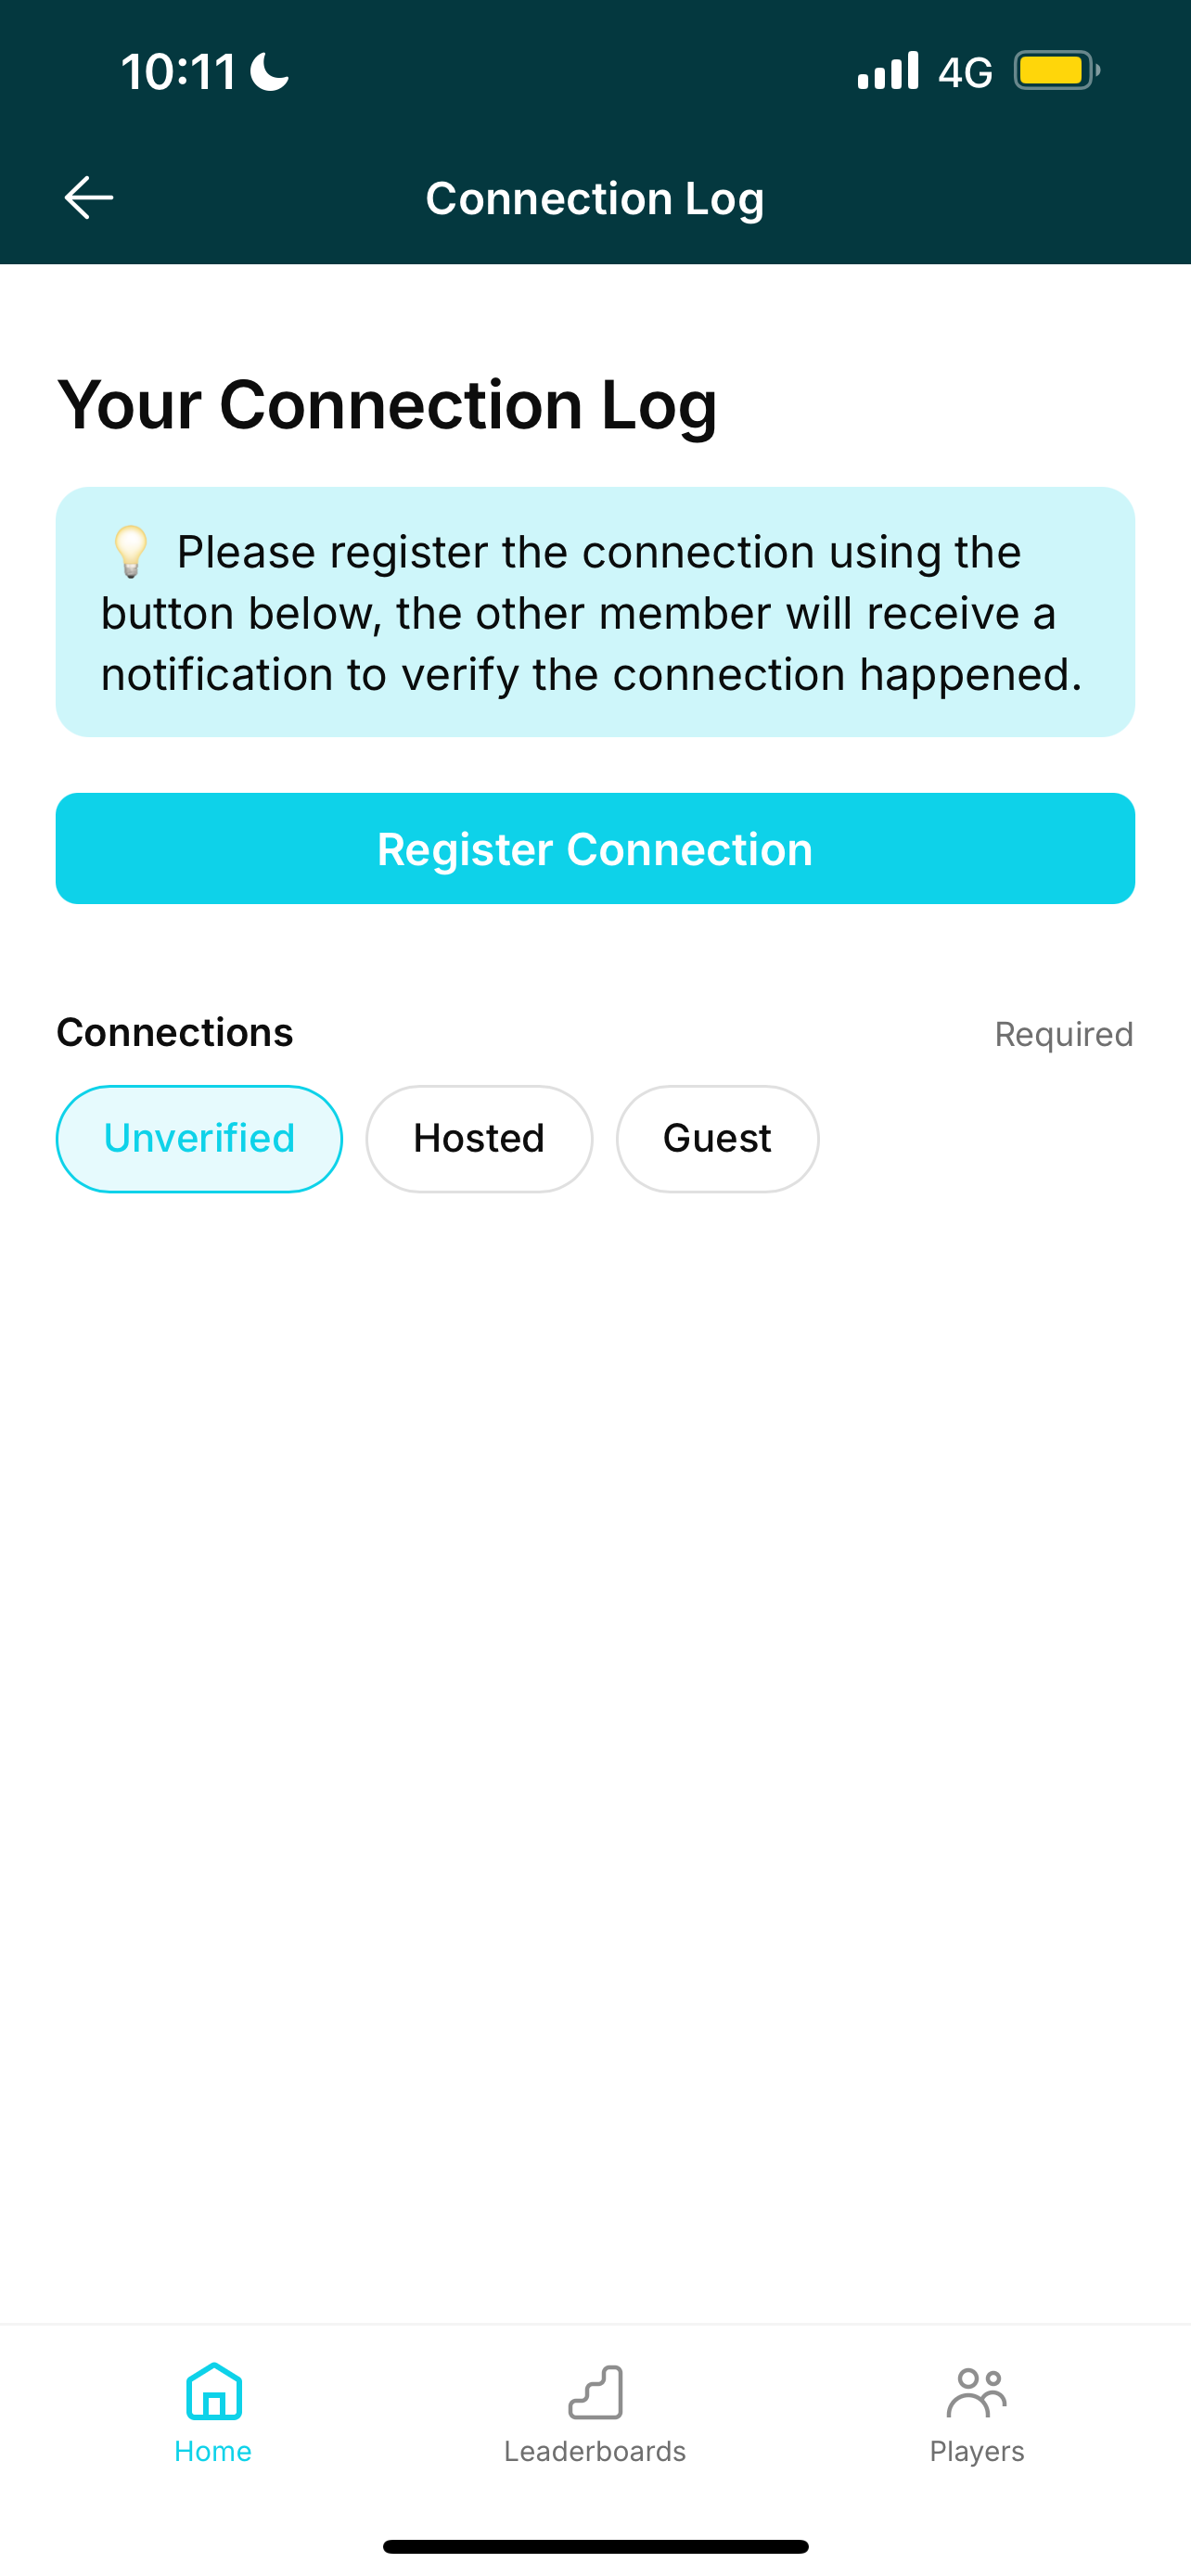 10:11
4G
Connection Log
Your Connection Log
💡 Please register the connection using the
button below, the other member will receive a
notification to verify the connection happened.
Register Connection
Connections Required
Unverified Hosted Guest
Home Leaderboards Players